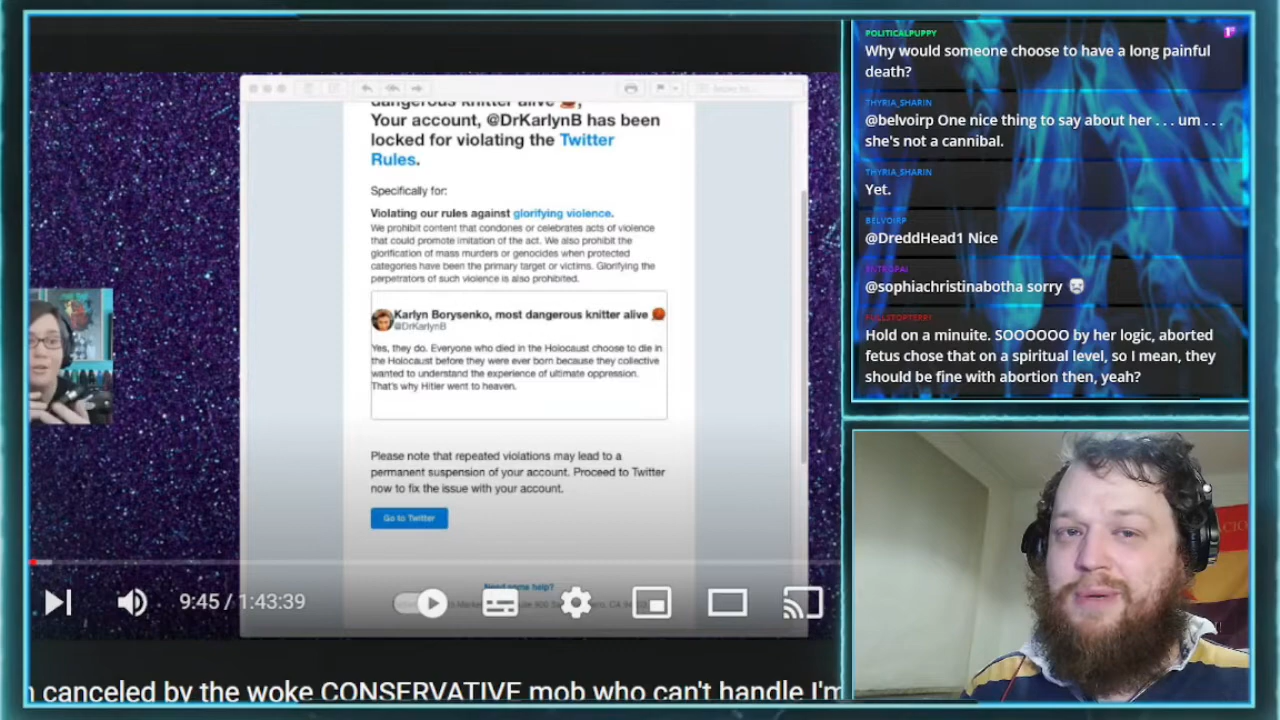 dangerous knitter alive
Your account, @DrKarlynB has been
locked for violating the Twitter
Rules.
Specifically for:
Violating our rules against glorifying violence.
We prohibit content that condones or celebrates acts of violence
that could promote imitation of the act. We also prohibit the
glorification of mass murders or genocides when protected
categories have been the primary target or victims. Glorifying the
perpetrators of such violence is also prohibited.
Karlyn Borysenko, most dangerous knitter alive
@DrKarlynB
Yes, they do. Everyone who died in the Holocaust choose to die in
the Holocaust before they were ever born because they collective
wanted to understand the experience of ultimate oppression.
That's why Hitler went to heaven.
Please note that repeated violations may lead to a
permanent suspension of your account. Proceed to Twitter
now to fix the issue with your account.
Go to Twitter
Need some help?
9:45 / 1:43:39
canceled by the woke CONSERVATIVE mob who can't handle I'm
POLITICALPUPPY
Why would someone choose to have a long painful
death?
THYRIA_SHARIN
@belvoirp One nice thing to say about her . . . um . . .
she's not a cannibal.
THYRIA_SHARIN
Yet.
BELVOIRP
@DreddHead1 Nice
@sophiachristinabotha sorry
FULLSTOPTERRY
Hold on a minuite. SOOOOOO by her logic, aborted
fetus chose that on a spiritual level, so I mean, they
should be fine with abortion then, yeah?